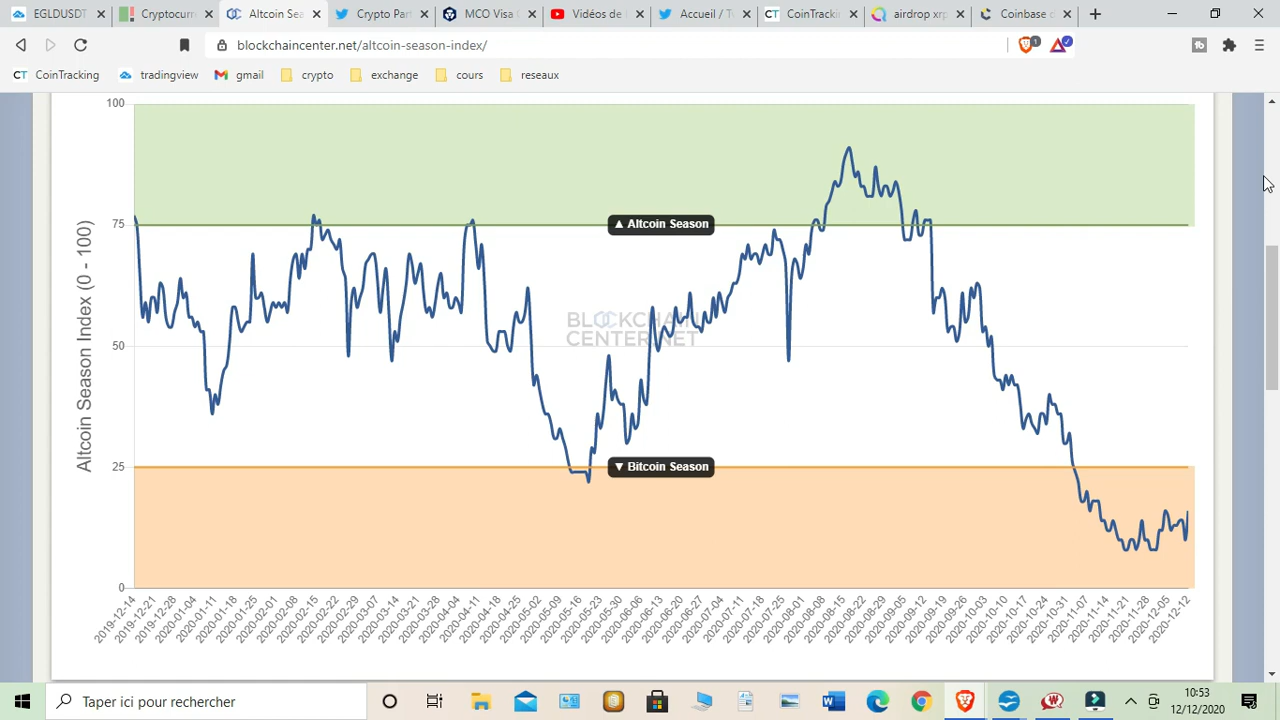 EGLDUSDT
Cryptocurr
Altcoin Sea
Crypto Par
MCO Visa
Vidéos de
Accueil / Tw
CoinTrackin
airdrop xrp
Coinbase
blockchaincenter.net/altcoin-season-index/
1
CT CoinTracking
tradingview
gmail
crypto
exchange
cours
reseaux
Altcoin Season Index (0 - 100)
100
75
50
25
0
▲ Altcoin Season
BLOCKCHAIN
CENTER.NET
▼ Bitcoin Season
2019-12-14
2019-12-21
2019-12-28
2020-01-04
2020-01-11
2020-01-18
2020-01-25
2020-02-01
2020-02-08
2020-02-15
2020-02-22
2020-02-29
2020-03-07
2020-03-14
2020-03-21
2020-03-28
2020-04-04
2020-04-11
2020-04-18
2020-04-25
2020-05-02
2020-05-09
2020-05-16
2020-05-23
2020-05-30
2020-06-06
2020-06-13
2020-06-20
2020-06-27
2020-07-04
2020-07-11
2020-07-18
2020-07-25
2020-08-01
2020-08-08
2020-08-15
2020-08-22
2020-08-29
2020-09-05
2020-09-12
2020-09-19
2020-09-26
2020-10-03
2020-10-10
2020-10-17
2020-10-24
2020-10-31
2020-11-07
2020-11-14
2020-11-21
2020-11-28
2020-12-05
2020-12-12
Taper ici pour rechercher
10:53
12/12/2020